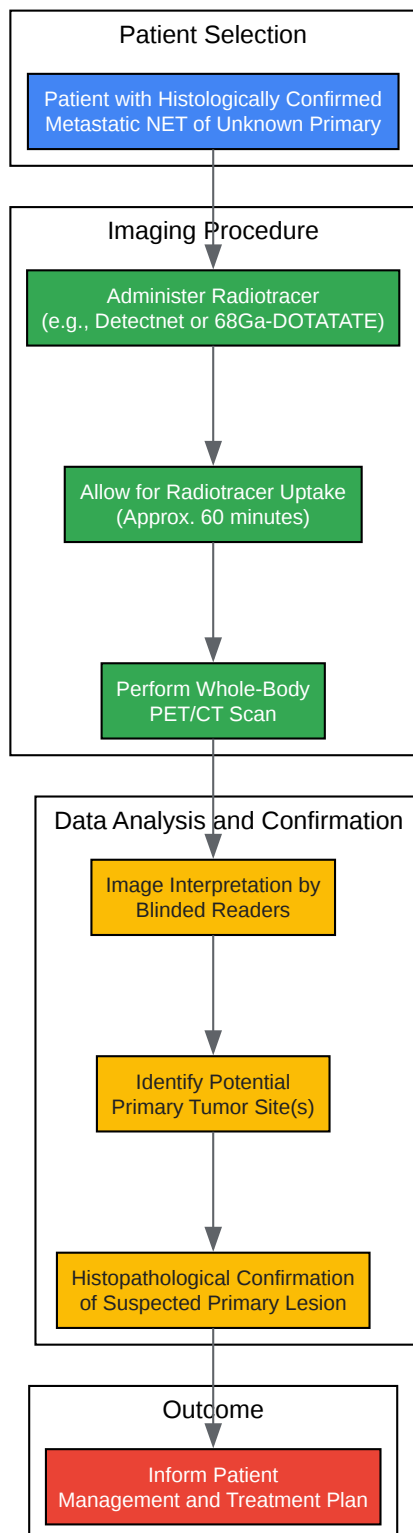 Patient Selection
Patient with Histologically Confirmed
Metastatic NET of Unknown Primary
Imaging Procedure
Administer Radiotracer
(e.g., Detectnet or 68Ga-DOTATATE)
Allow for Radiotracer Uptake
(Approx. 60 minutes)
Perform Whole-Body
PET/CT Scan
Data Analysis and Confirmation
Image Interpretation by
Blinded Readers
Identify Potential
Primary Tumor Site(s)
Histopathological Confirmation
of Suspected Primary Lesion
Outcome
Inform Patient
Management and Treatment Plan